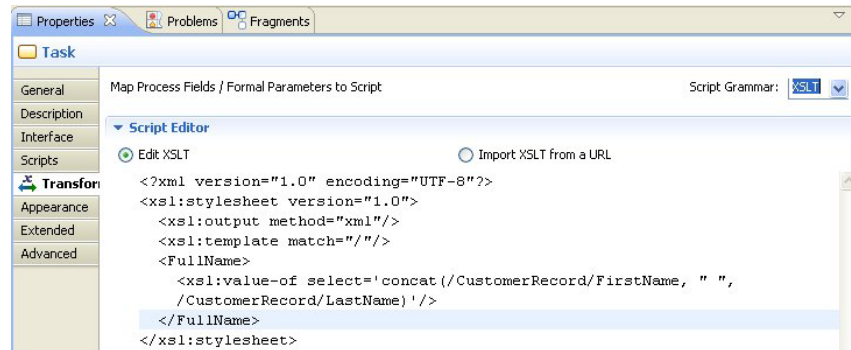 Properties Problems Fragments
Task
General
Map Process Fields / Formal Parameters to Script Script Grammar: XSLT
Description
Script Editor
Interface
Edit XSLT Import XSLT from a URL
Scripts
Transfor
Appearance
Extended
Advanced
<?xml version="1.0" encoding="UTF-8"?>
<xsl:stylesheet version="1.0">
<xsl:output method="xml"/>
<xsl:template match="/"/>
<FullName>
<xsl:value-of select='concat(/CustomerRecord/FirstName, " ",
/CustomerRecord/LastName)'/>
</FullName>
</xsl:stylesheet>